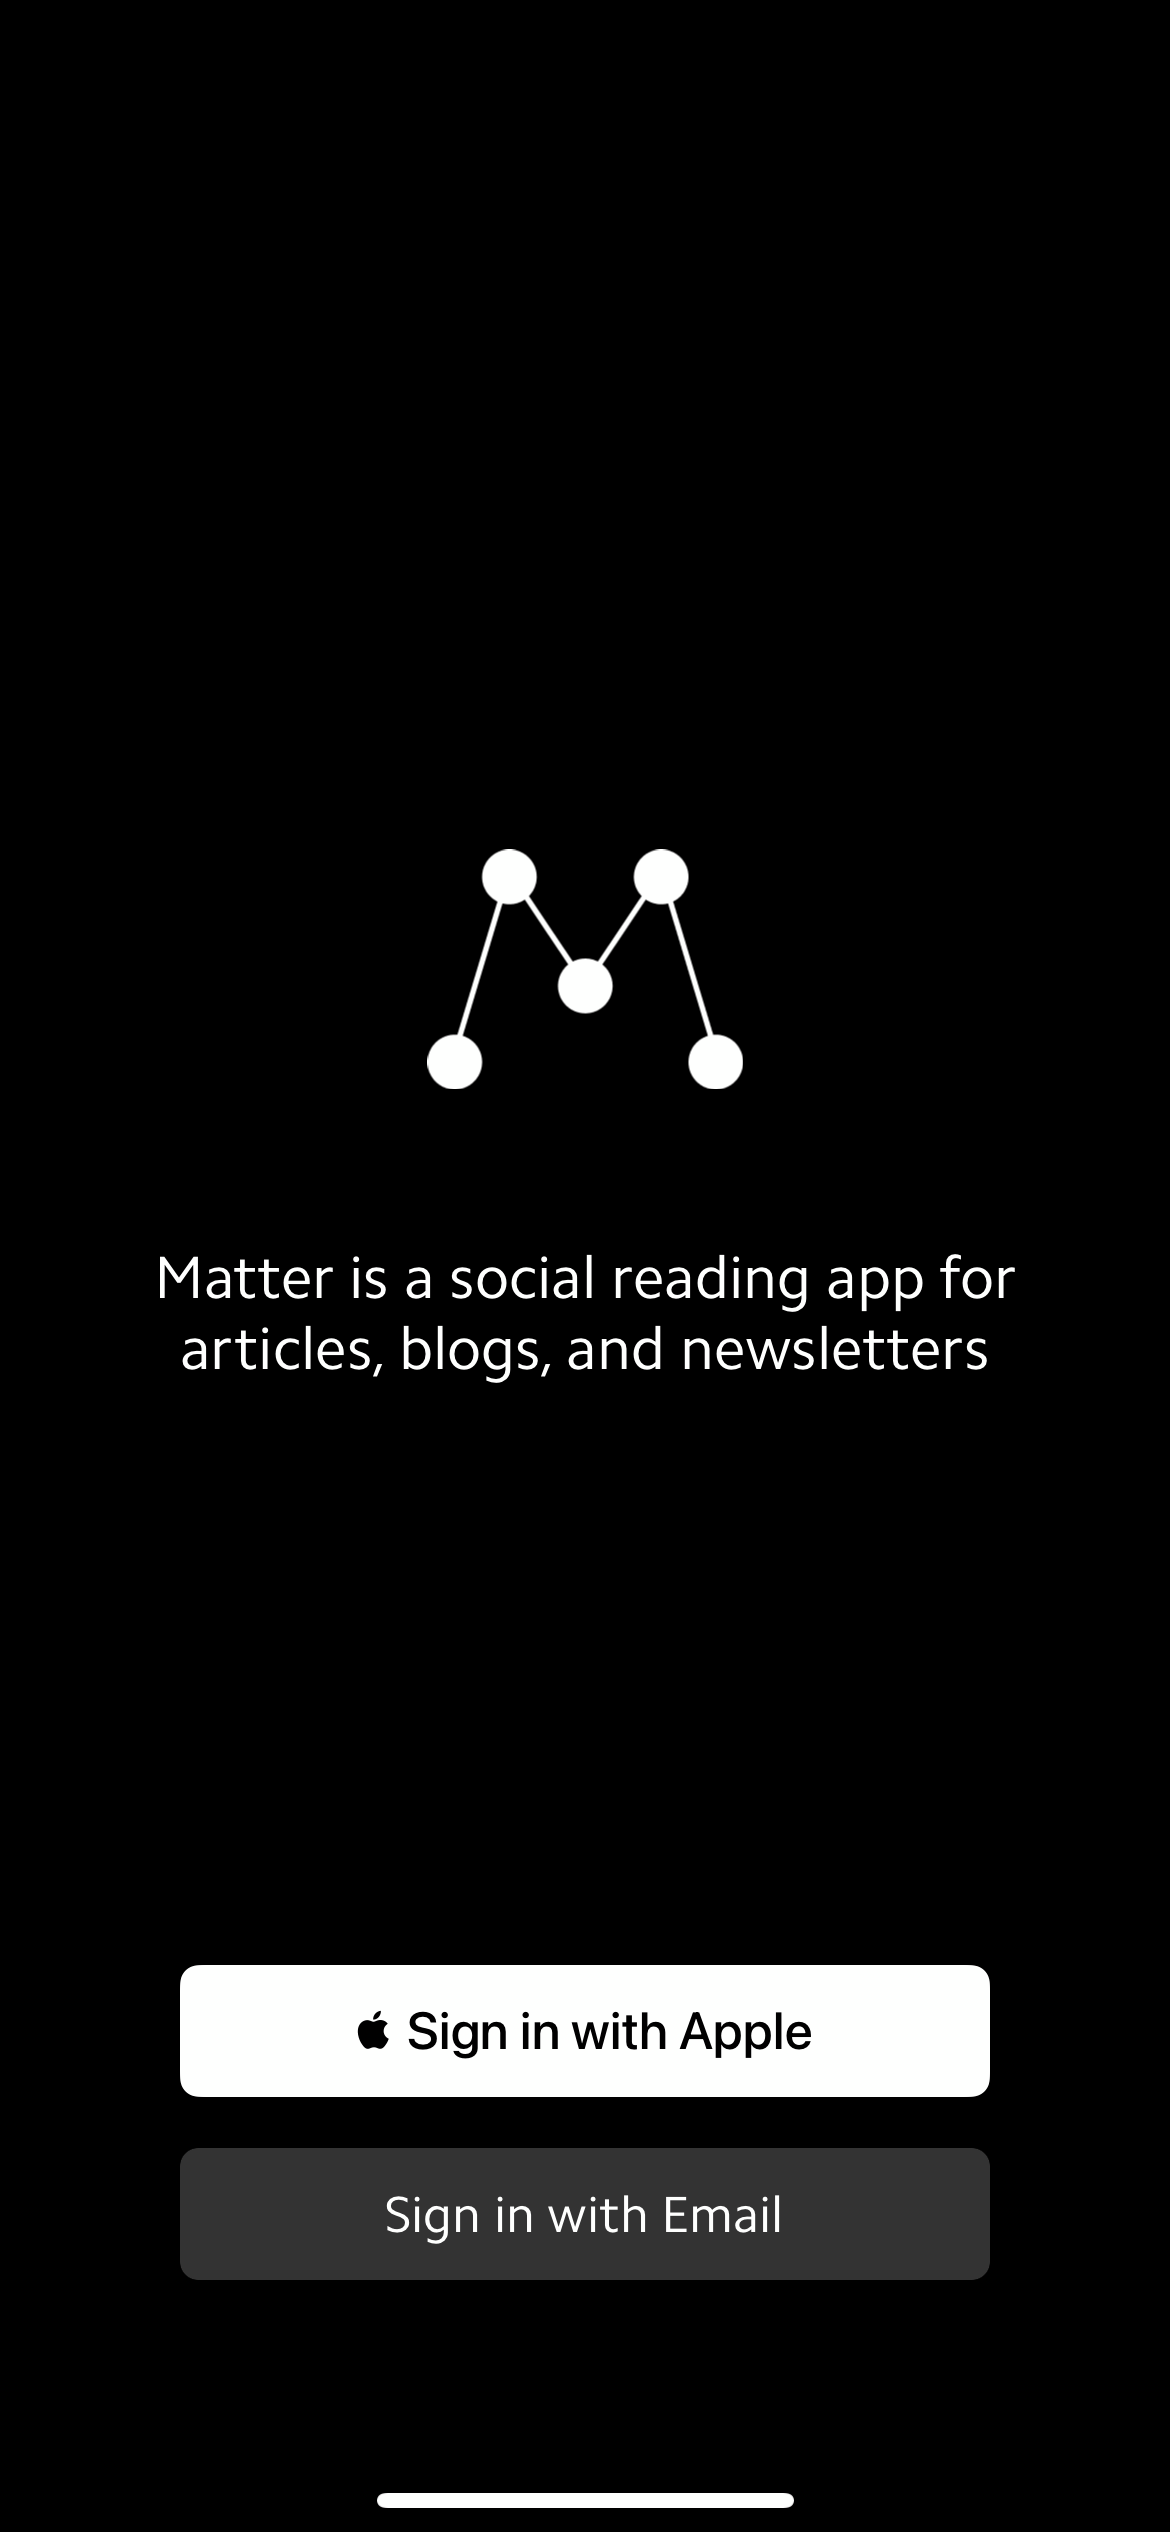 Matter is a social reading app for
articles, blogs, and newsletters
Sign in with Apple
Sign in with Email